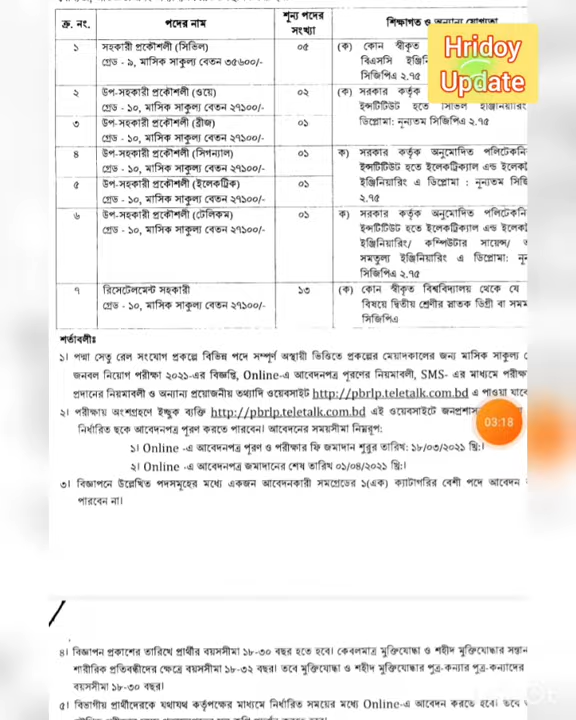 ক্র. নং.
পদের নাম
শূন্য পদের সংখ্যা
শিক্ষাগত ও অন্যান্য যোগ্যতা
Hridoy
Update
১
সহকারী প্রকৌশলী (সিভিল)
গ্রেড - ৯, মাসিক সাকুল্য বেতন ৩৫৬০০/-
০৫
(ক) কোন স্বীকৃত
বিএসসি ইঞ্জিনি
সিজিপিএ ২.৭৫
২
উপ-সহকারী প্রকৌশলী (ওয়ে)
গ্রেড - ১০, মাসিক সাকুল্য বেতন ২৭১০০/-
০২
(ক) সরকার কর্তৃক
ইন্সটিটিউট হতে সিভিল ইঞ্জিনিয়ারিং
ডিপ্লোমা: নূন্যতম সিজিপিএ ২.৭৫
৩
উপ-সহকারী প্রকৌশলী (ব্রীজ)
গ্রেড - ১০, মাসিক সাকুল্য বেতন ২৭১০০/-
০১
৪
উপ-সহকারী প্রকৌশলী (সিগন্যাল)
গ্রেড - ১০, মাসিক সাকুল্য বেতন ২৭১০০/-
০১
ক) সরকার কর্তৃক অনুমোদিত পলিটেকনি
ইন্সটিটিউট হতে ইলেকট্রিক্যাল এন্ড ইলেক
ইঞ্জিনিয়ারিং এ ডিপ্লোমা : নূন্যতম সিজি
২.৭৫
৫
উপ-সহকারী প্রকৌশলী (ইলেকট্রিক)
গ্রেড - ১০, মাসিক সাকুল্য বেতন ২৭১০০/-
০১
৬
উপ-সহকারী প্রকৌশলী (টেলিকম)
গ্রেড - ১০, মাসিক সাকুল্য বেতন ২৭১০০/-
০১
ক) সরকার কর্তৃক অনুমোদিত পলিটেকনি
ইন্সটিটিউট হতে ইলেকট্রিক্যাল এন্ড ইলেক
ইঞ্জিনিয়ারিং/ কম্পিউটার সায়েন্স/
সমতুল্য ইঞ্জিনিয়ারিং এ ডিপ্লোমা: নূ
সিজিপিএ ২.৭৫
৭
রিসেটেলমেন্ট সহকারী
গ্রেড - ১০, মাসিক সাকুল্য বেতন ২৭১০০/-
১৩
(ক) কোন স্বীকৃত বিশ্ববিদ্যালয় থেকে যে
বিষয়ে দ্বিতীয় শ্রেণীর স্নাতক ডিগ্রী বা সমম
সিজিপিএ
শর্তাবলীঃ
১। পদ্মা সেতু রেল সংযোগ প্রকল্পে বিভিন্ন পদে সম্পূর্ণ অস্থায়ী ভিত্তিতে প্রকল্পের মেয়াদকালের জন্য মাসিক সাকুল্য
জনবল নিয়োগ পরীক্ষা ২০২১-এর বিজ্ঞপ্তি, Online-এ আবেদনপত্র পূরণের নিয়মাবলী, SMS-এর মাধ্যমে পরীক্ষা
প্রদানের নিয়মাবলী ও অন্যান্য প্রয়োজনীয় তথ্যাদি ওয়েবসাইট http://pbrlp.teletalk.com.bd এ পাওয়া যাবে
২। পরীক্ষায় অংশগ্রহণে ইচ্ছুক ব্যক্তি http://pbrlp.teletalk.com.bd এই ওয়েবসাইটে জনপ্রশাস
নির্ধারিত ছকে আবেদনপত্র পূরণ করতে পারবেন। আবেদনের সময়সীমা নিম্নরূপ:
03:18
১। Online -এ আবেদনপত্র পূরণ ও পরীক্ষার ফি জমাদান শুরুর তারিখ: ১৮/০৩/২০২১ খ্রি:।
২। Online -এ আবেদনপত্র জমাদানের শেষ তারিখ ০১/০৪/২০২১ খ্রি:।
৩। বিজ্ঞাপনে উল্লেখিত পদসমূহের মধ্যে একজন আবেদনকারী সমগ্রেডের ১(এক) ক্যাটাগরির বেশী পদে আবেদন
পারবেন না।
৪। বিজ্ঞাপন প্রকাশের তারিখে প্রার্থীর বয়সসীমা ১৮-৩০ বছর হতে হবে। কেবলমাত্র মুক্তিযোদ্ধা ও শহীদ মুক্তিযোদ্ধার সন্তান
শারীরিক প্রতিবন্ধীদের ক্ষেত্রে বয়সসীমা ১৮-৩২ বছর। তবে মুক্তিযোদ্ধা ও শহীদ মুক্তিযোদ্ধার পুত্র-কন্যার পুত্র-কন্যাদের
বয়সসীমা ১৮-৩০ বছর।
৫। বিভাগীয় প্রার্থীদেরকে যথাযথ কর্তৃপক্ষের মাধ্যমে নির্ধারিত সময়ের মধ্যে Online-এ আবেদন করতে হবে। তবে